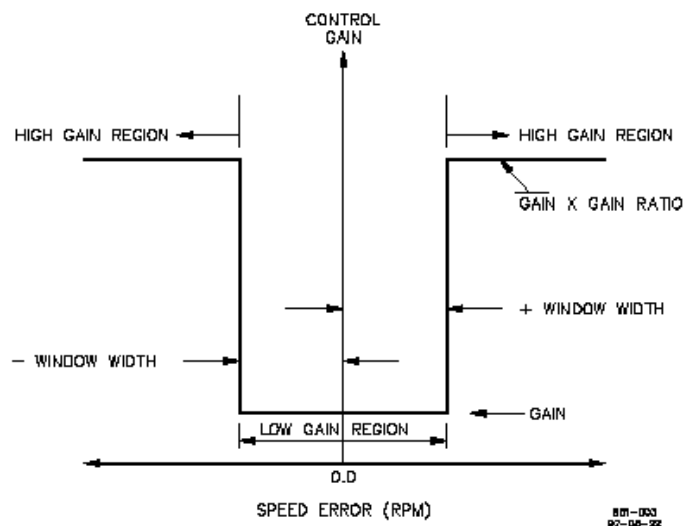 CONTROL
GAIN
HIGH GAIN REGION
HIGH GAIN REGION
GAIN X GAIN RATIO
+ WINDOW WIDTH
− WINDOW WIDTH
GAIN
LOW GAIN REGION
0.0
SPEED ERROR (RPM)